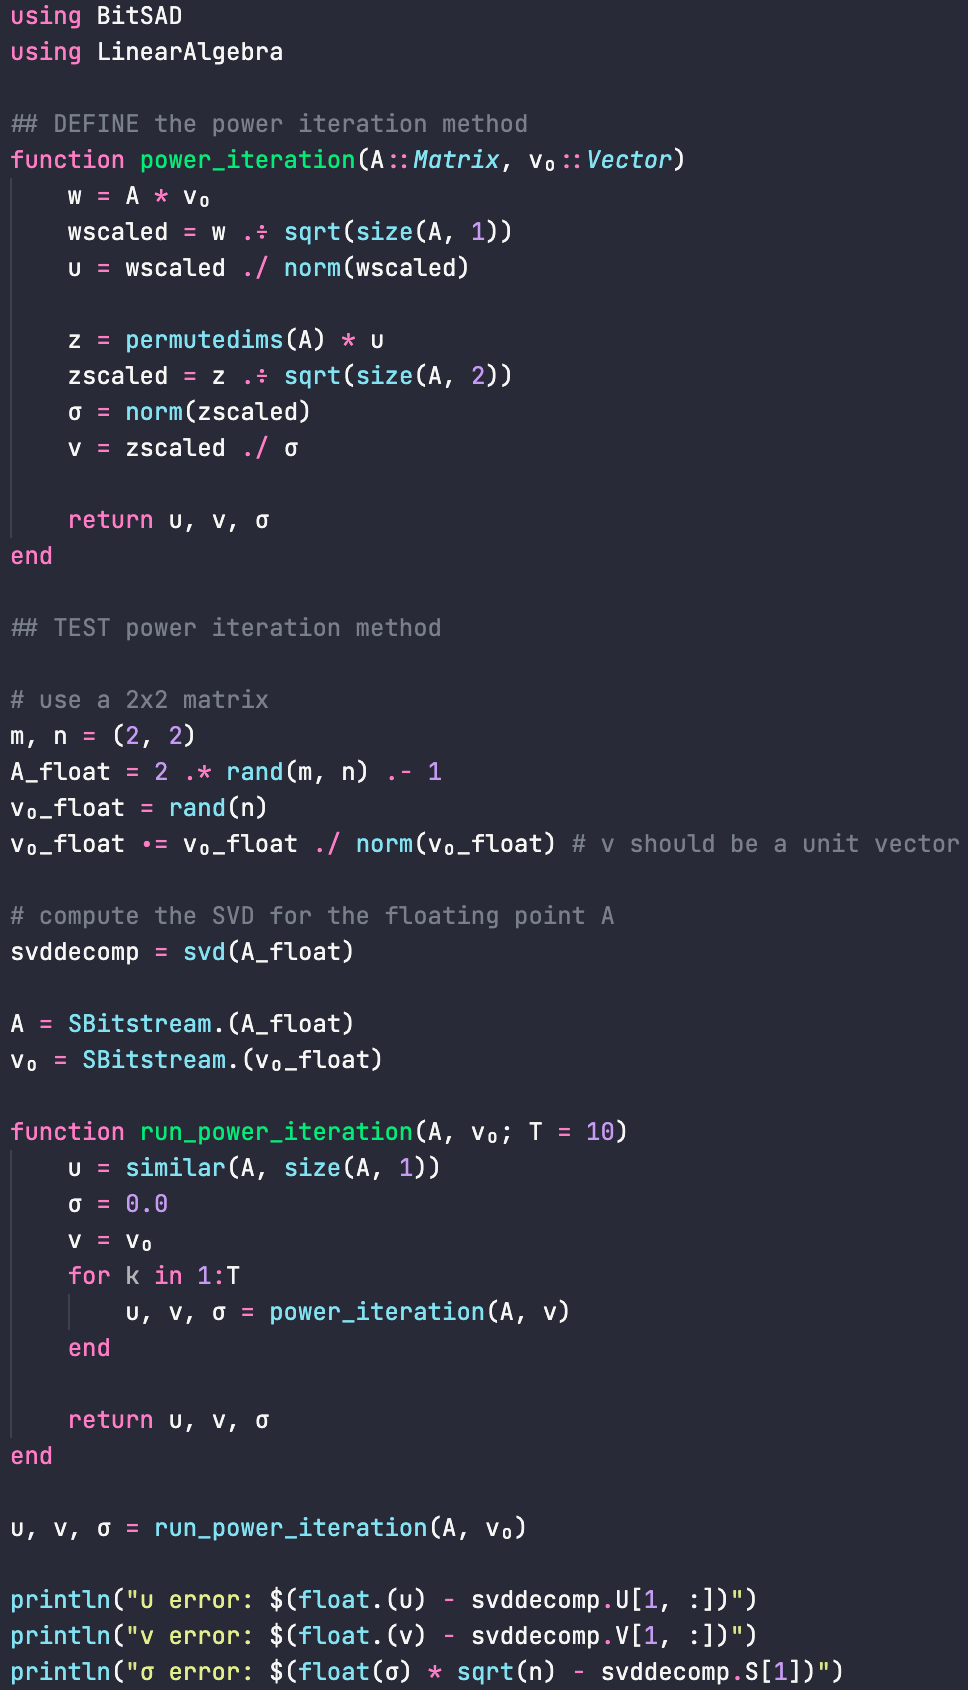 using BitSAD
using LinearAlgebra
## DEFINE the power iteration method
function power_iteration(A::Matrix, v₀::Vector)
    w = A * v₀
    wscaled = w .÷ sqrt(size(A, 1))
    u = wscaled ./ norm(wscaled)
    z = permutedims(A) * u
    zscaled = z .÷ sqrt(size(A, 2))
    σ = norm(zscaled)
    v = zscaled ./ σ
    return u, v, σ
end
## TEST power iteration method
# use a 2x2 matrix
m, n = (2, 2)
A_float = 2 .* rand(m, n) .- 1
v₀_float = rand(n)
v₀_float .= v₀_float ./ norm(v₀_float) # v should be a unit vector
# compute the SVD for the floating point A
svddecomp = svd(A_float)
A = SBitstream.(A_float)
v₀ = SBitstream.(v₀_float)
function run_power_iteration(A, v₀; T = 10)
    u = similar(A, size(A, 1))
    σ = 0.0
    v = v₀
    for k in 1:T
        u, v, σ = power_iteration(A, v)
    end
    return u, v, σ
end
u, v, σ = run_power_iteration(A, v₀)
println("u error: $(float.(u) - svddecomp.U[1, :])")
println("v error: $(float.(v) - svddecomp.V[1, :])")
println("σ error: $(float(σ) * sqrt(n) - svddecomp.S[1])")